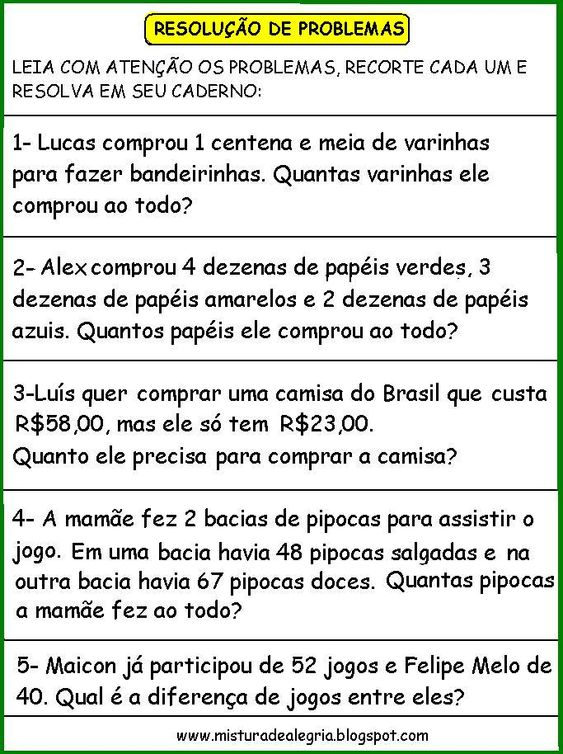 RESOLUÇÃO DE PROBLEMAS
LEIA COM ATENÇÃO OS PROBLEMAS, RECORTE CADA UM E
RESOLVA EM SEU CADERNO:
1- Lucas comprou 1 centena e meia de varinhas
para fazer bandeirinhas. Quantas varinhas ele
comprou ao todo?
2- Alex comprou 4 dezenas de papéis verdes, 3
dezenas de papéis amarelos e 2 dezenas de papéis
azuis. Quantos papéis ele comprou ao todo?
3-Luís quer comprar uma camisa do Brasil que custa
R$58,00, mas ele só tem R$23,00.
Quanto ele precisa para comprar a camisa?
4- A mamãe fez 2 bacias de pipocas para assistir o
jogo. Em uma bacia havia 48 pipocas salgadas e na
outra bacia havia 67 pipocas doces. Quantas pipocas
a mamãe fez ao todo?
5- Maicon já participou de 52 jogos e Felipe Melo de
40. Qual é a diferença de jogos entre eles?
www.misturadealegria.blogspot.com